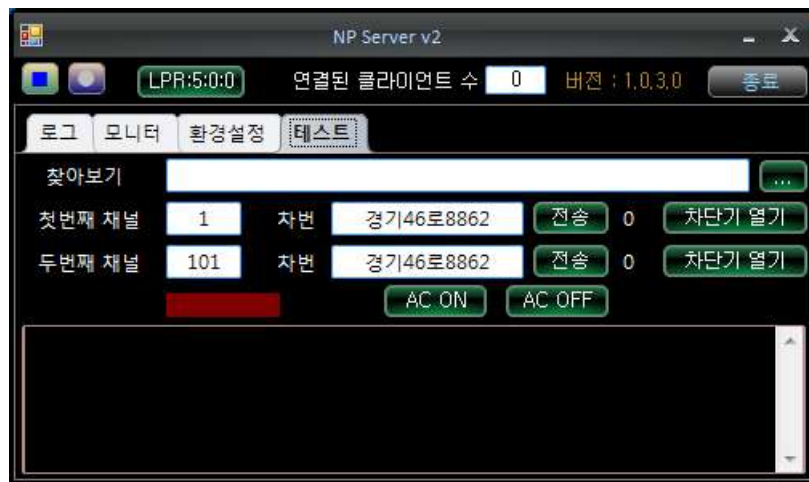 NP Server v2
LPR:5:0:0 연결된 클라이언트 수 0 버전 : 1,0,3,0 종료
로그 모니터 환경설정 테스트
찾아보기 ...
첫번째 채널 1 차번 경기46로8862 전송 0 차단기 열기
두번째 채널 101 차번 경기46로8862 전송 0 차단기 열기
AC ON AC OFF